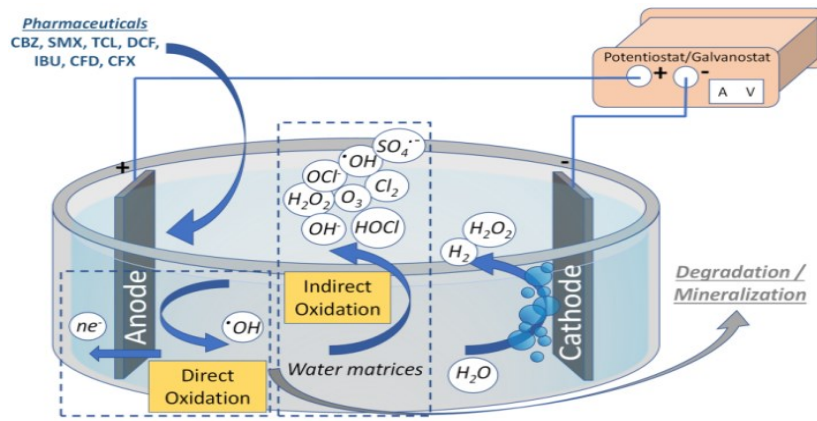 Pharmaceuticals
CBZ, SMX, TCL, DCF,
IBU, CFD, CFX
Potentiostat/Galvanostat
+ -
A V
+
-
SO₄•⁻
•OH
OCl⁻
Cl₂
H₂O₂
O₃
OH⁻
HOCl
H₂O₂
H₂
Indirect
Oxidation
Degradation /
Mineralization
Anode
Cathode
ne⁻
•OH
Direct
Oxidation
Water matrices
H₂O